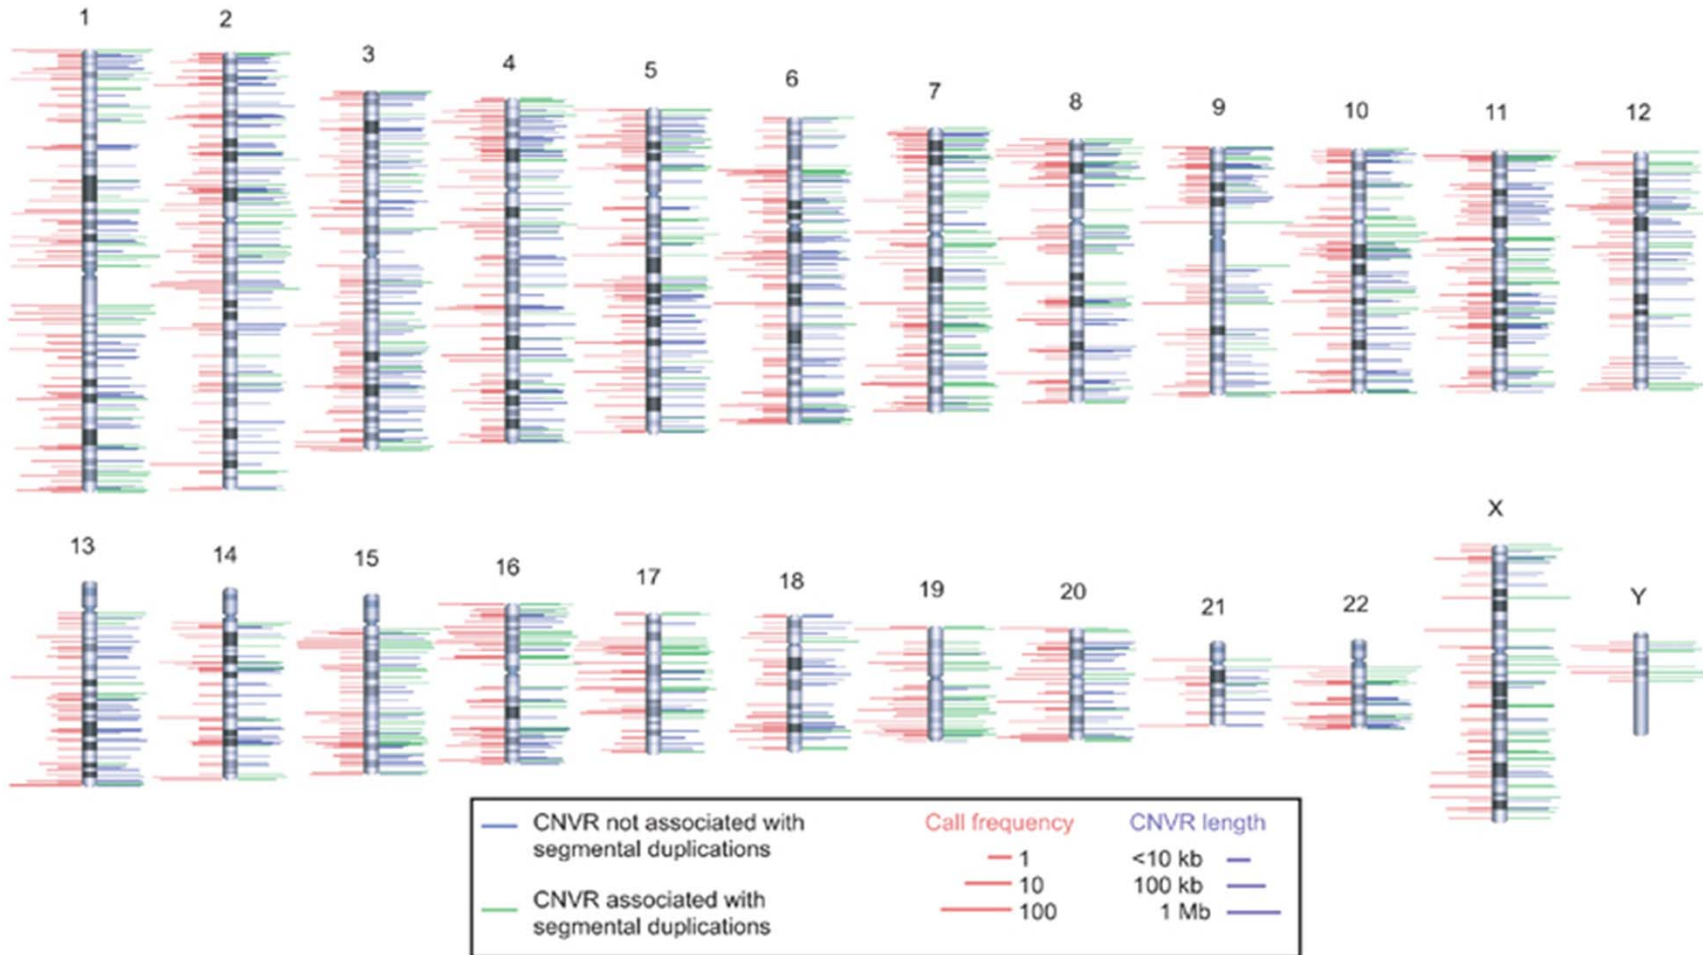 1
2
3
4
5
6
7
8
9
10
11
12
13
14
15
16
17
18
19
20
21
22
X
Y
CNVR not associated with
segmental duplications
CNVR associated with
segmental duplications
Call frequency
1
10
100
CNVR length
<10 kb
100 kb
1 Mb